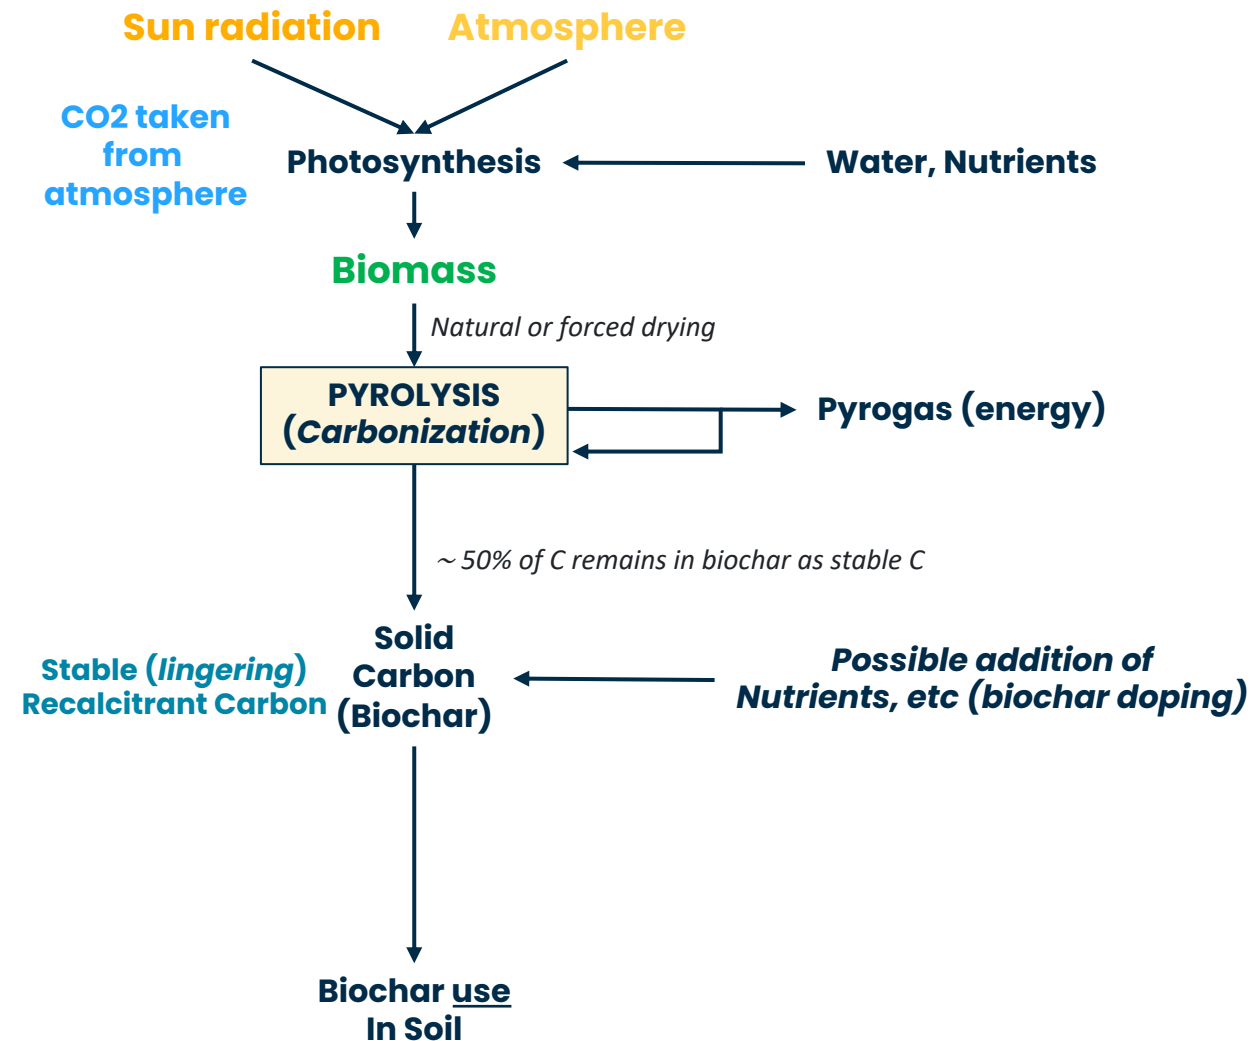 Sun radiation
Atmosphere
CO2 taken
from
atmosphere
Photosynthesis
Water, Nutrients
Biomass
Natural or forced drying
PYROLYSIS
(Carbonization)
Pyrogas (energy)
~ 50% of C remains in biochar as stable C
Solid
Carbon
(Biochar)
Stable (lingering)
Recalcitrant Carbon
Possible addition of
Nutrients, etc (biochar doping)
Biochar use
In Soil